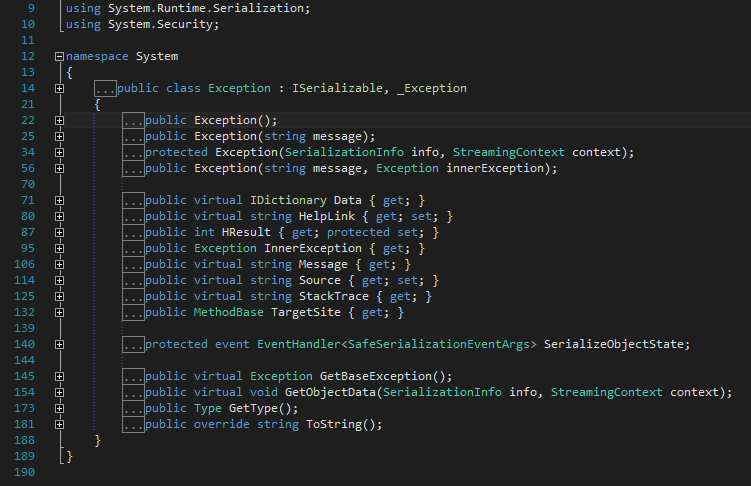 9 using System.Runtime.Serialization;
10 using System.Security;
11
12 namespace System
13 {
14 ...public class Exception : ISerializable, _Exception
21 {
22 ...public Exception();
25 ...public Exception(string message);
34 ...protected Exception(SerializationInfo info, StreamingContext context);
56 ...public Exception(string message, Exception innerException);
70
71 ...public virtual IDictionary Data { get; }
80 ...public virtual string HelpLink { get; set; }
87 ...public int HResult { get; protected set; }
95 ...public Exception InnerException { get; }
106 ...public virtual string Message { get; }
114 ...public virtual string Source { get; set; }
125 ...public virtual string StackTrace { get; }
132 ...public MethodBase TargetSite { get; }
139
140 ...protected event EventHandler<SafeSerializationEventArgs> SerializeObjectState;
144
145 ...public virtual Exception GetBaseException();
154 ...public virtual void GetObjectData(SerializationInfo info, StreamingContext context);
173 ...public Type GetType();
181 ...public override string ToString();
188 }
189 }
190